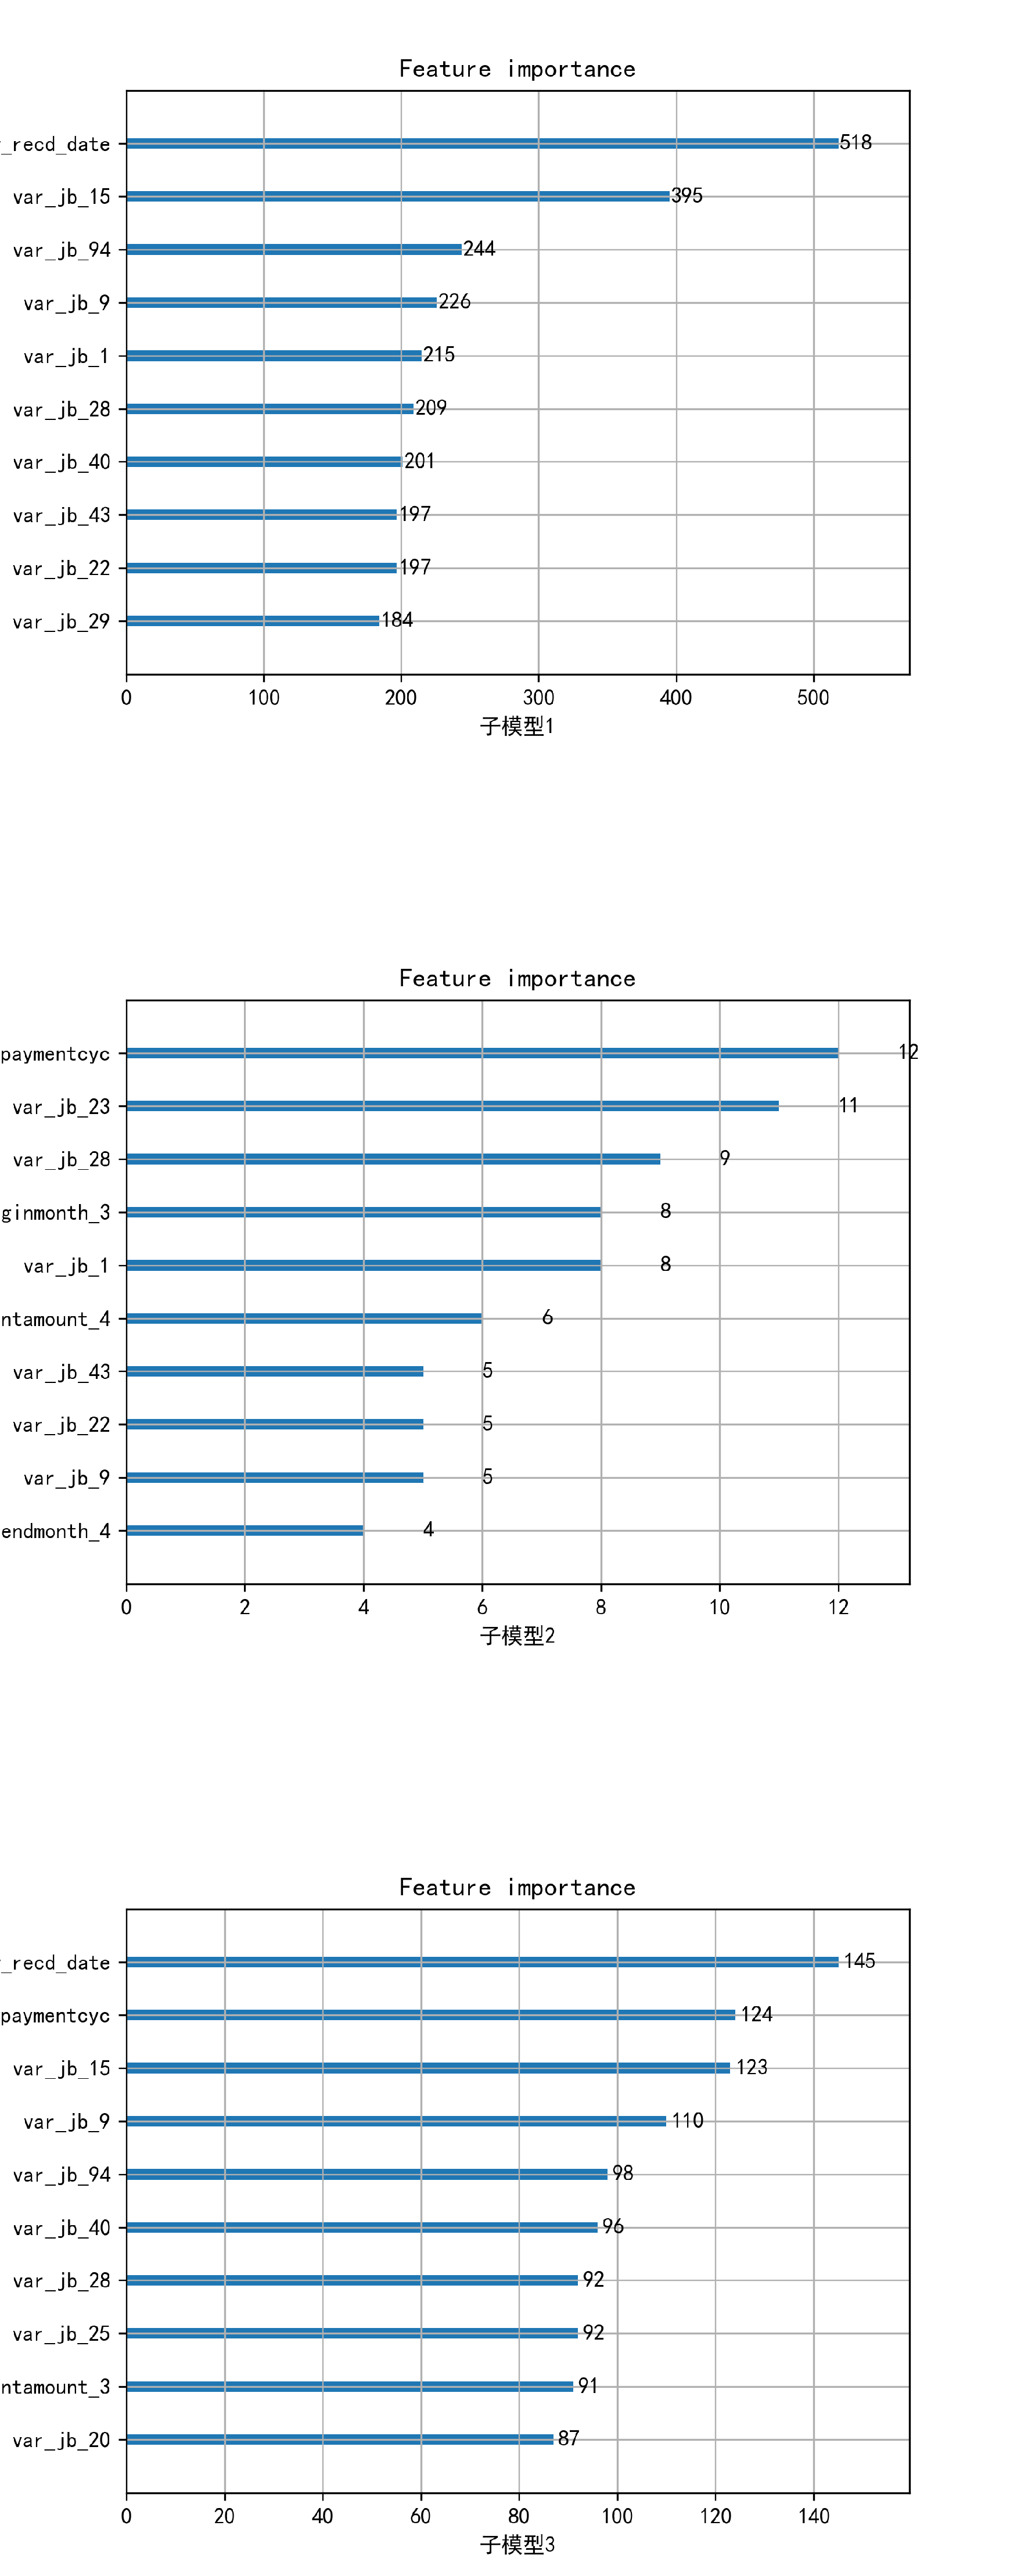 Feature importance
_recd_date 518
var_jb_15 395
var_jb_94 244
var_jb_9 226
var_jb_1 215
var_jb_28 209
var_jb_40 201
var_jb_43 197
var_jb_22 197
var_jb_29 184
0 100 200 300 400 500
子模型1
Feature importance
paymentcyc 12
var_jb_23 11
var_jb_28 9
ginmonth_3 8
var_jb_1 8
ntamount_4 6
var_jb_43 5
var_jb_22 5
var_jb_9 5
endmonth_4 4
0 2 4 6 8 10 12
子模型2
Feature importance
_recd_date 145
paymentcyc 124
var_jb_15 123
var_jb_9 110
var_jb_94 98
var_jb_40 96
var_jb_28 92
var_jb_25 92
ntamount_3 91
var_jb_20 87
0 20 40 60 80 100 120 140
子模型3